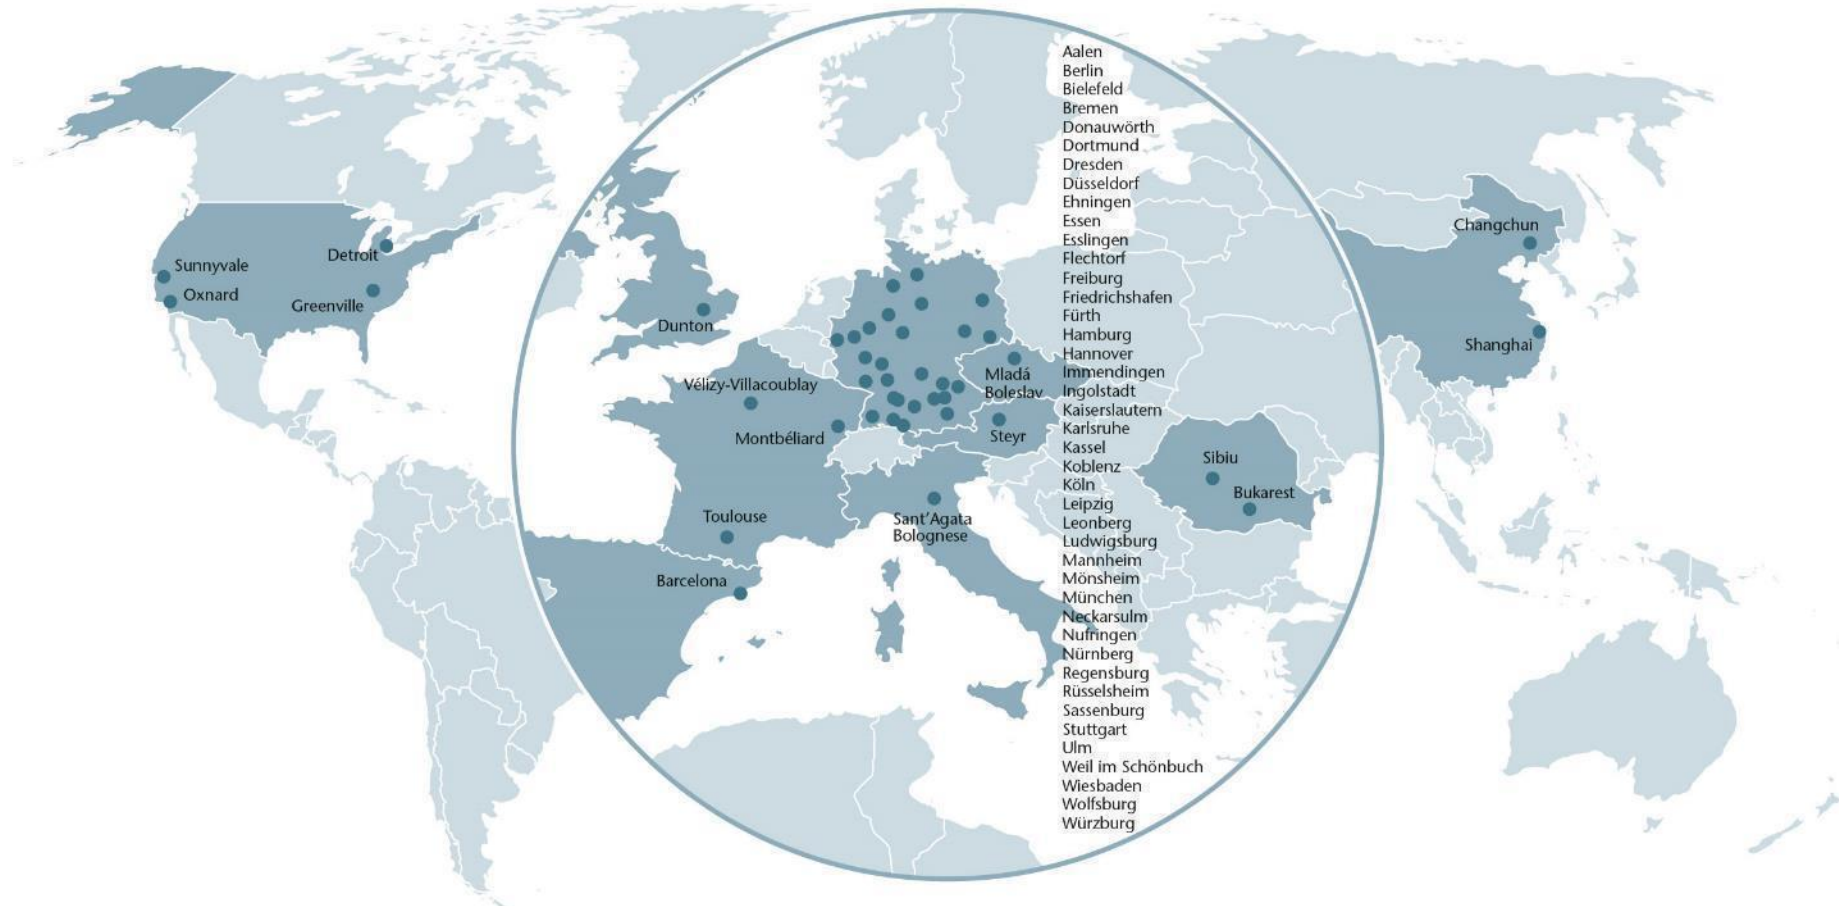 Sunnyvale
Oxnard
Detroit
Greenville
Dunton
Vélizy-Villacoublay
Montbéliard
Toulouse
Barcelona
Mladá
Boleslav
Steyr
Sant'Agata
Bolognese
Aalen
Berlin
Bielefeld
Bremen
Donauwörth
Dortmund
Dresden
Düsseldorf
Ehningen
Essen
Esslingen
Flechtorf
Freiburg
Friedrichshafen
Fürth
Hamburg
Hannover
Immendingen
Ingolstadt
Kaiserslautern
Karlsruhe
Kassel
Koblenz
Köln
Leipzig
Leonberg
Ludwigsburg
Mannheim
Mönsheim
München
Neckarsulm
Nufringen
Nürnberg
Regensburg
Rüsselsheim
Sassenburg
Stuttgart
Ulm
Weil im Schönbuch
Wiesbaden
Wolfsburg
Würzburg
Sibiu
Bukarest
Changchun
Shanghai